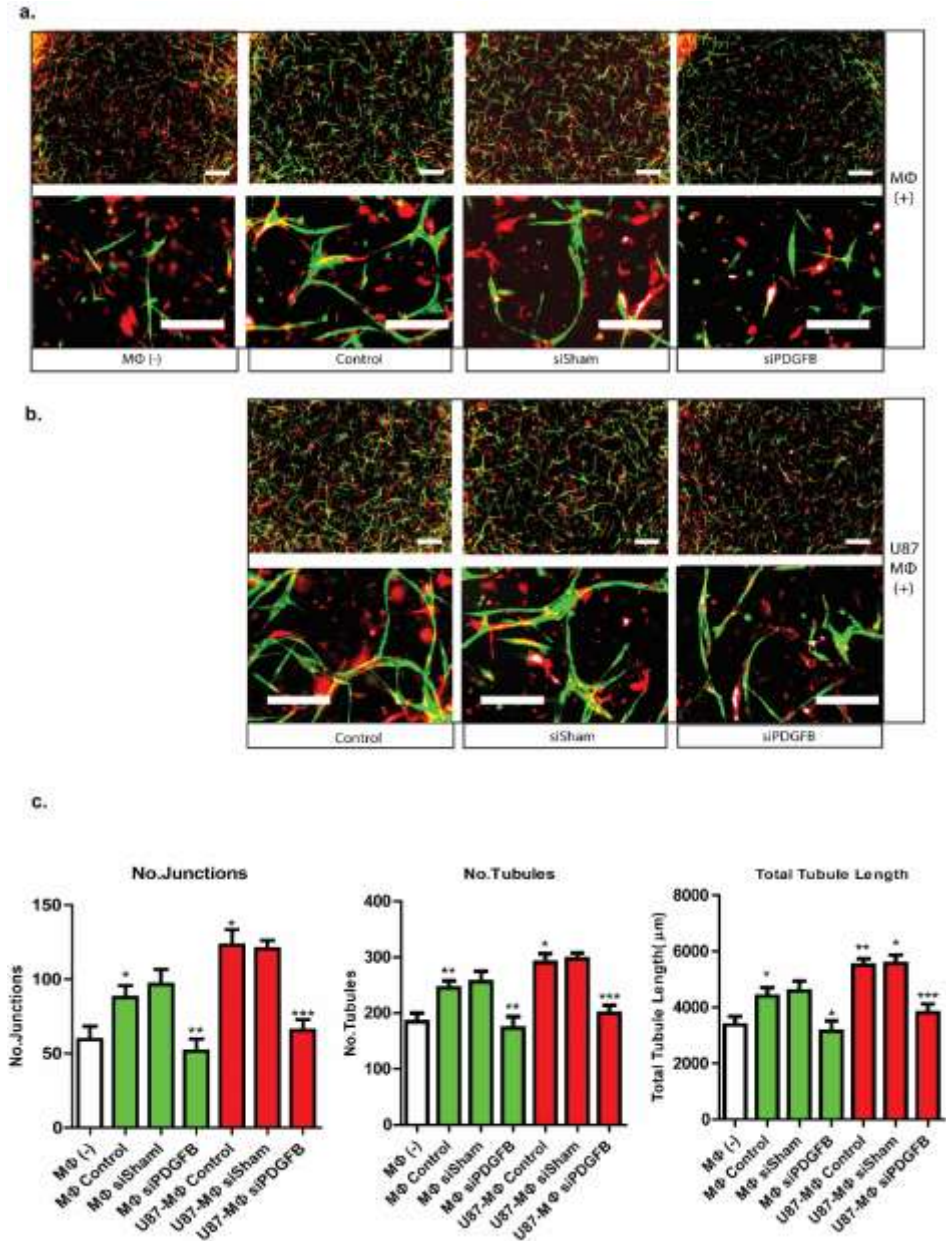 a.
MΦ
(+)
MΦ (-)
Control
siSham
siPDGFB
b.
U87
MΦ
(+)
Control
siSham
siPDGFB
c.
No.Junctions
No.Junctions
150
100
50
0
*
**
*
***
MΦ (-)
MΦ Control
MΦ siShaml
MΦ siPDGFB
U87-MΦ Control
U87-MΦ siSham
U87-MΦ siPDGFB
No.Tubules
No.Tubules
400
300
200
100
0
**
**
*
***
MΦ (-)
MΦ Control
MΦ siSham
MΦ siPDGFB
U87-MΦ Control
U87-MΦ siSham
U87-MΦ siPDGFB
Total Tubule Length
Total Tubule Length(μm)
8000
6000
4000
2000
0
*
*
**
*
***
MΦ (-)
MΦ Control
MΦ siSham
MΦ siPDGFB
U87-MΦ Control
U87-MΦ siSham
U87-MΦ siPDGFB